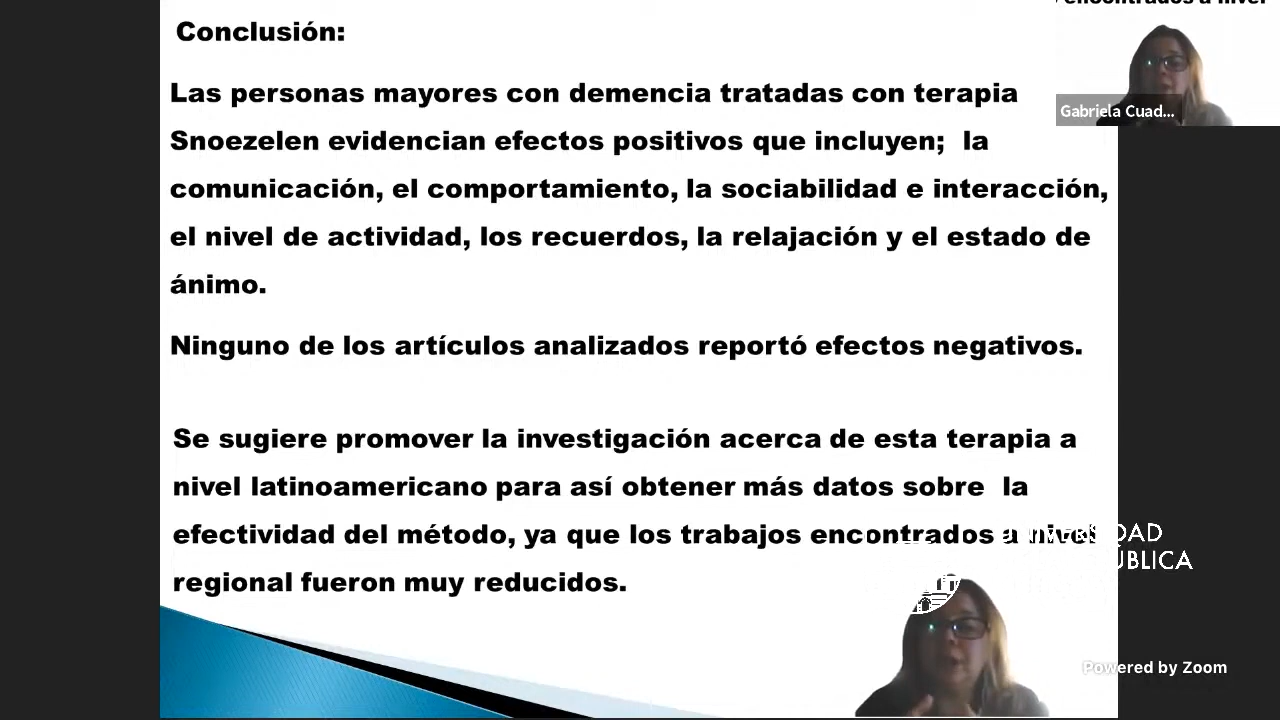 encontrados a nivel
Conclusión:
Las personas mayores con demencia tratadas con terapia
Snoezelen evidencian efectos positivos que incluyen; la
comunicación, el comportamiento, la sociabilidad e interacción,
el nivel de actividad, los recuerdos, la relajación y el estado de
ánimo.
Ninguno de los artículos analizados reportó efectos negativos.
Se sugiere promover la investigación acerca de esta terapia a
nivel latinoamericano para así obtener más datos sobre la
efectividad del método, ya que los trabajos encontrados a
regional fueron muy reducidos.
Gabriela Cuad...
UNIVERSIDAD
Powered by Zoom